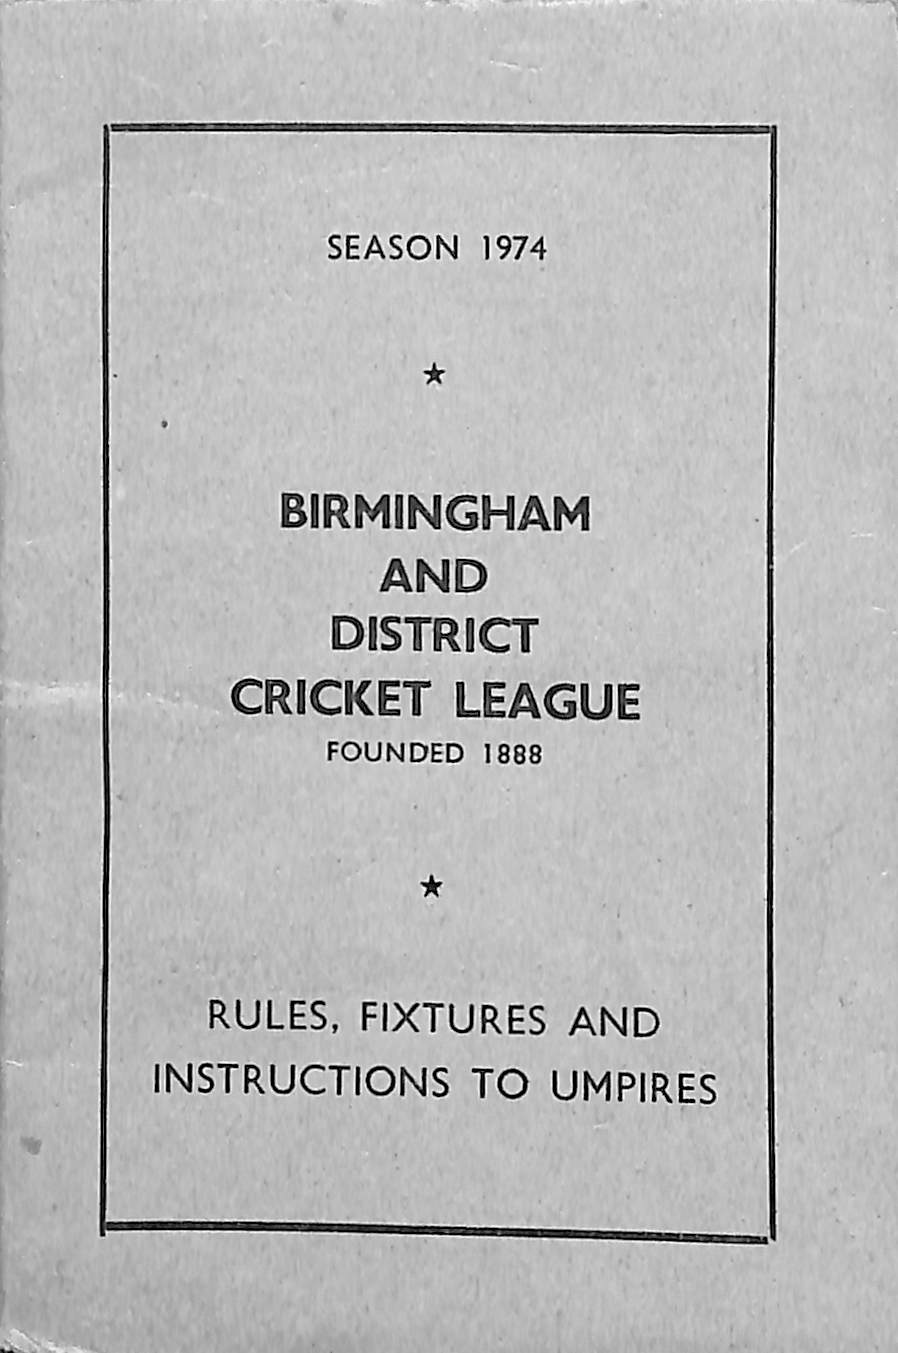 SEASON 1974
★
BIRMINGHAM
AND
DISTRICT
CRICKET LEAGUE
FOUNDED 1888
★
RULES, FIXTURES AND
INSTRUCTIONS TO UMPIRES